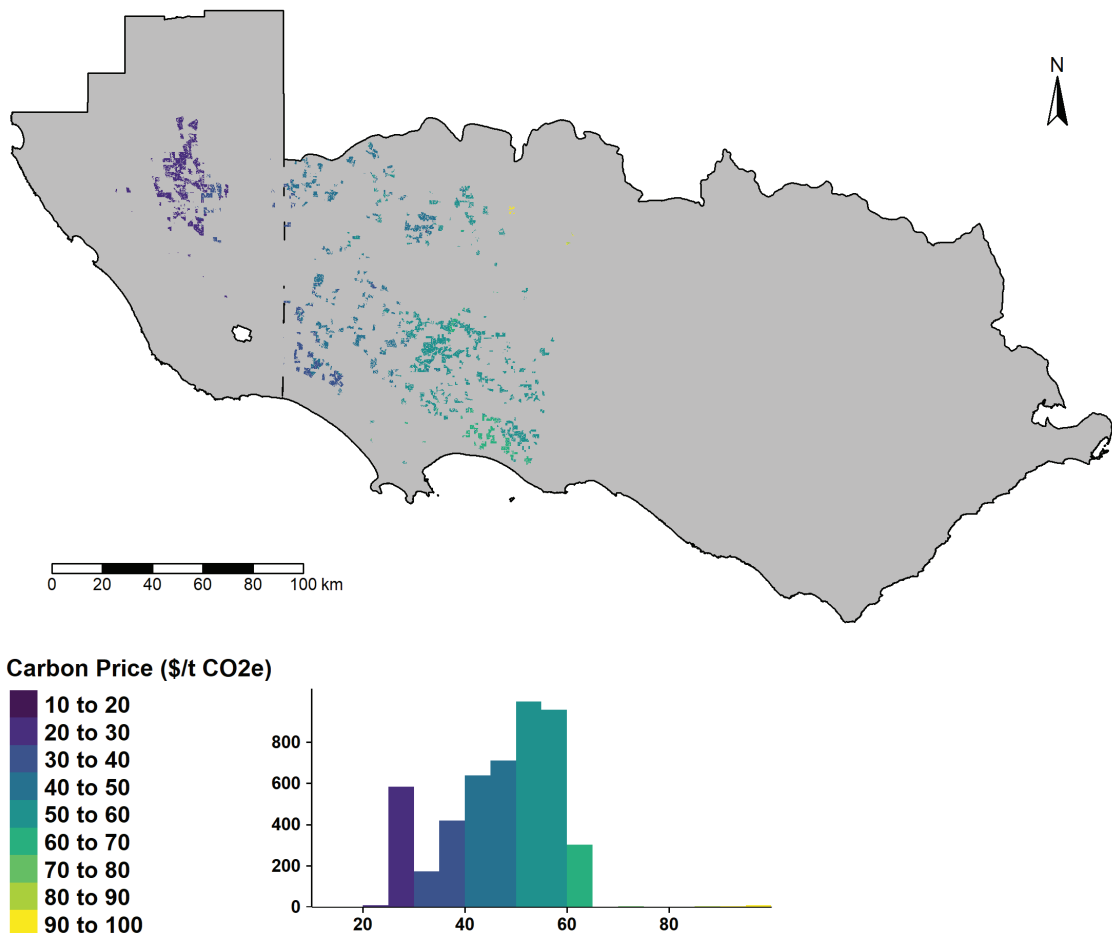 N
0 20 40 60 80 100 km
Carbon Price ($/t CO2e)
10 to 20
20 to 30
30 to 40
40 to 50
50 to 60
60 to 70
70 to 80
80 to 90
90 to 100
800
600
400
200
0
20 40 60 80